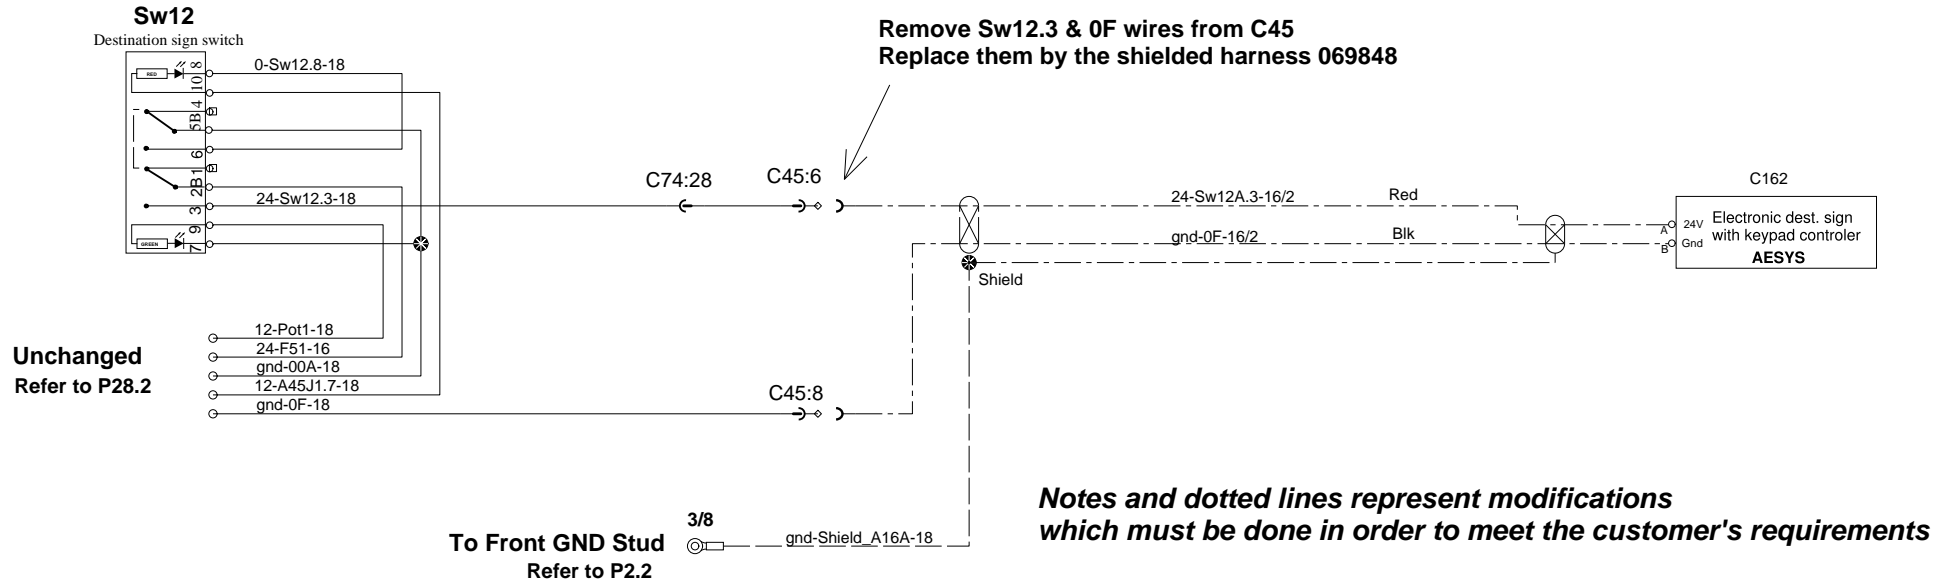 Sw12
Destination sign switch
RED
8
10
4
5B
6
1
2B
3
9
7
GREEN
0-Sw12.8-18
24-Sw12.3-18
Remove Sw12.3 & 0F wires from C45
Replace them by the shielded harness 069848
C74:28
C45:6
24-Sw12A.3-16/2
Red
gnd-0F-16/2
Blk
Shield
C162
A
24V
B
Gnd
Electronic dest. sign
with keypad controler
AESYS
Unchanged
Refer to P28.2
12-Pot1-18
24-F51-16
gnd-00A-18
12-A45J1.7-18
gnd-0F-18
C45:8
To Front GND Stud
Refer to P2.2
3/8
gnd-Shield_A16A-18
Notes and dotted lines represent modifications
which must be done in order to meet the customer's requirements